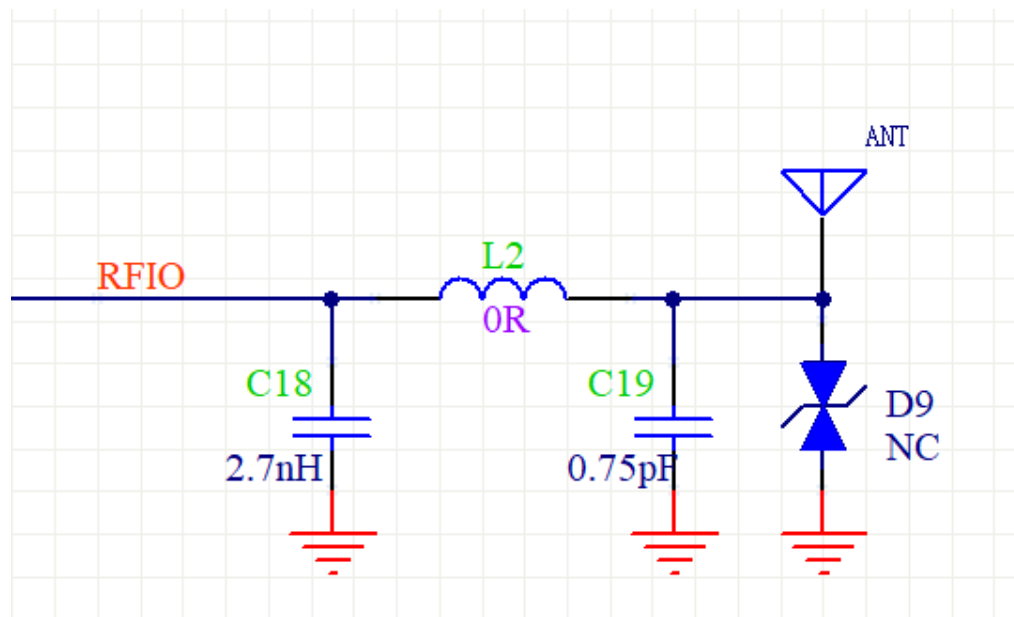 ANT
RFIO
L2
0R
C18
2.7nH
C19
0.75pF
D9
NC